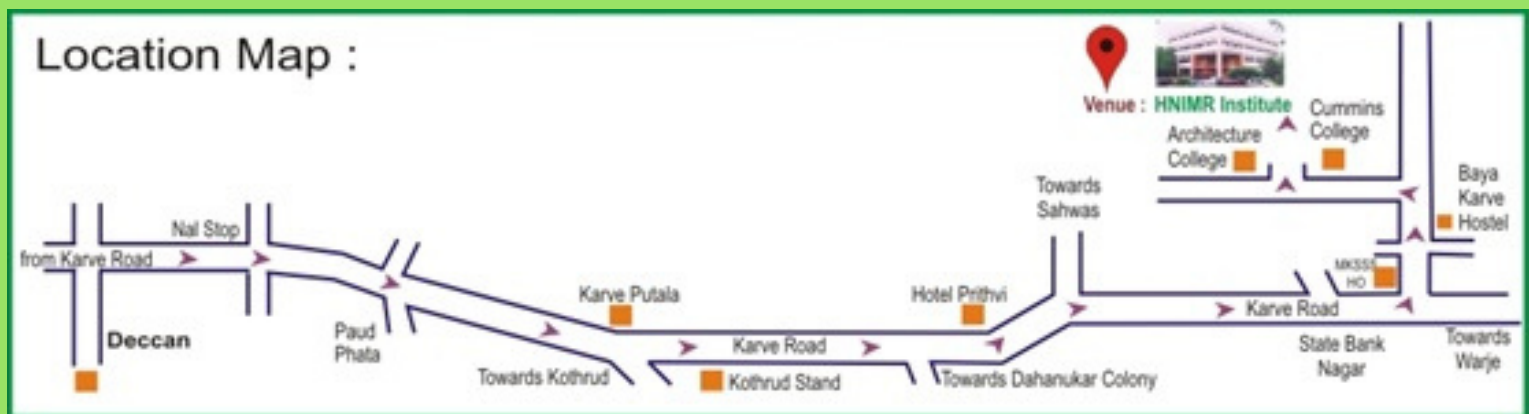 Location Map :
Venue : HNIMR Institute
Cummins
College
Architecture
College
Towards
Sahwas
Baya
Karve
Hostel
Nal Stop
from Karve Road
MKSSS
HO
Karve Putala
Hotel Prithvi
Karve Road
Deccan
Paud
Phata
Karve Road
State Bank
Nagar
Towards
Warje
Towards Kothrud
Kothrud Stand
Towards Dahanukar Colony